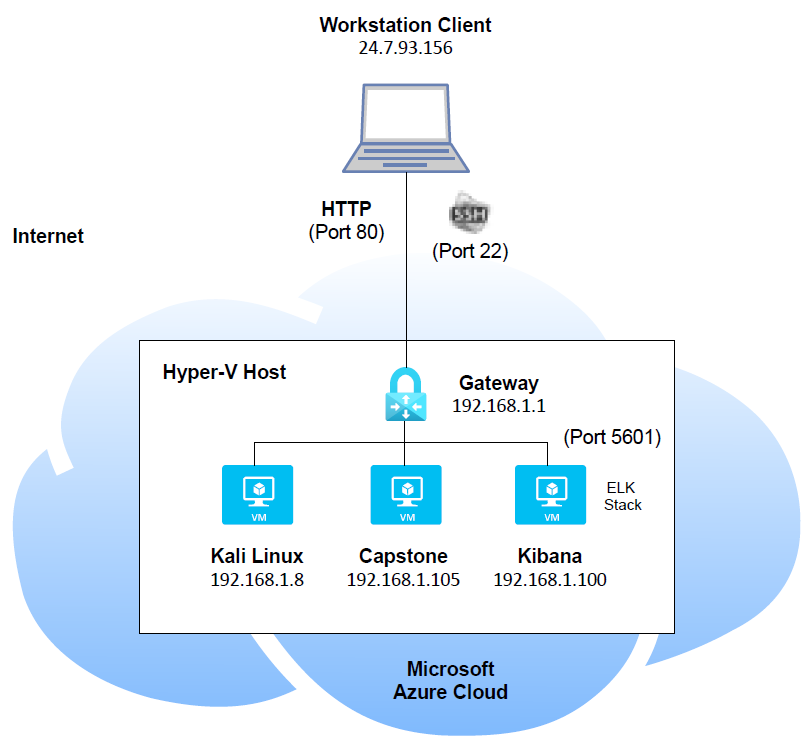 Workstation Client
24.7.93.156
HTTP
(Port 80)
SSH
(Port 22)
Internet
Hyper-V Host
Gateway
192.168.1.1
(Port 5601)
VM
VM
VM
ELK
Stack
Kali Linux
192.168.1.8
Capstone
192.168.1.105
Kibana
192.168.1.100
Microsoft
Azure Cloud